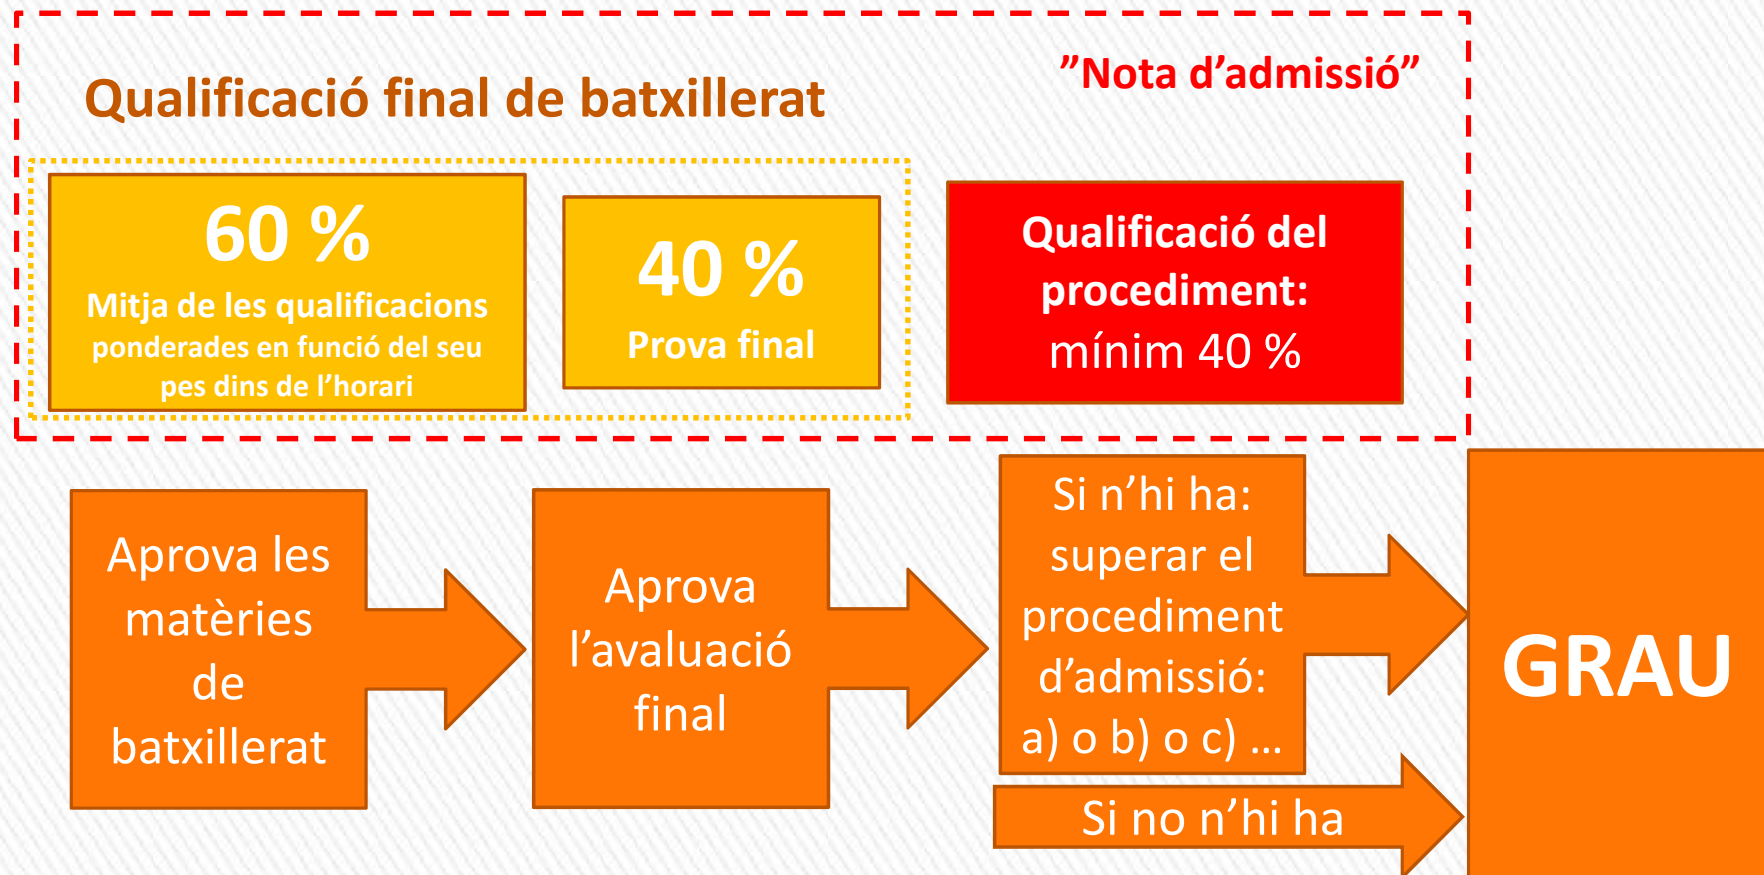 Qualificació final de batxillerat
”Nota d’admissió”
60 %
Mitja de les qualificacions
ponderades en funció del seu
pes dins de l’horari
40 %
Prova final
Qualificació del
procediment:
mínim 40 %
Aprova les
matèries
de
batxillerat
Aprova
l’avaluació
final
Si n’hi ha:
superar el
procediment
d’admissió:
a) o b) o c) ...
Si no n’hi ha
GRAU